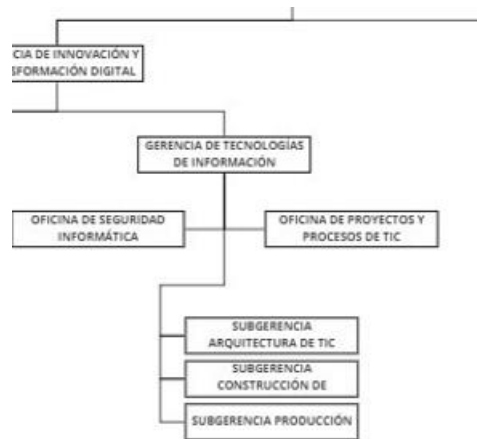 CIA DE INNOVACIÓN Y
SFORMACIÓN DIGITAL
GERENCIA DE TECNOLOGÍAS
DE INFORMACIÓN
OFICINA DE SEGURIDAD
INFORMÁTICA
OFICINA DE PROYECTOS Y
PROCESOS DE TIC
SUBGERENCIA
ARQUITECTURA DE TIC
SUBGERENCIA
CONSTRUCCIÓN DE
SUBGERENCIA PRODUCCIÓN